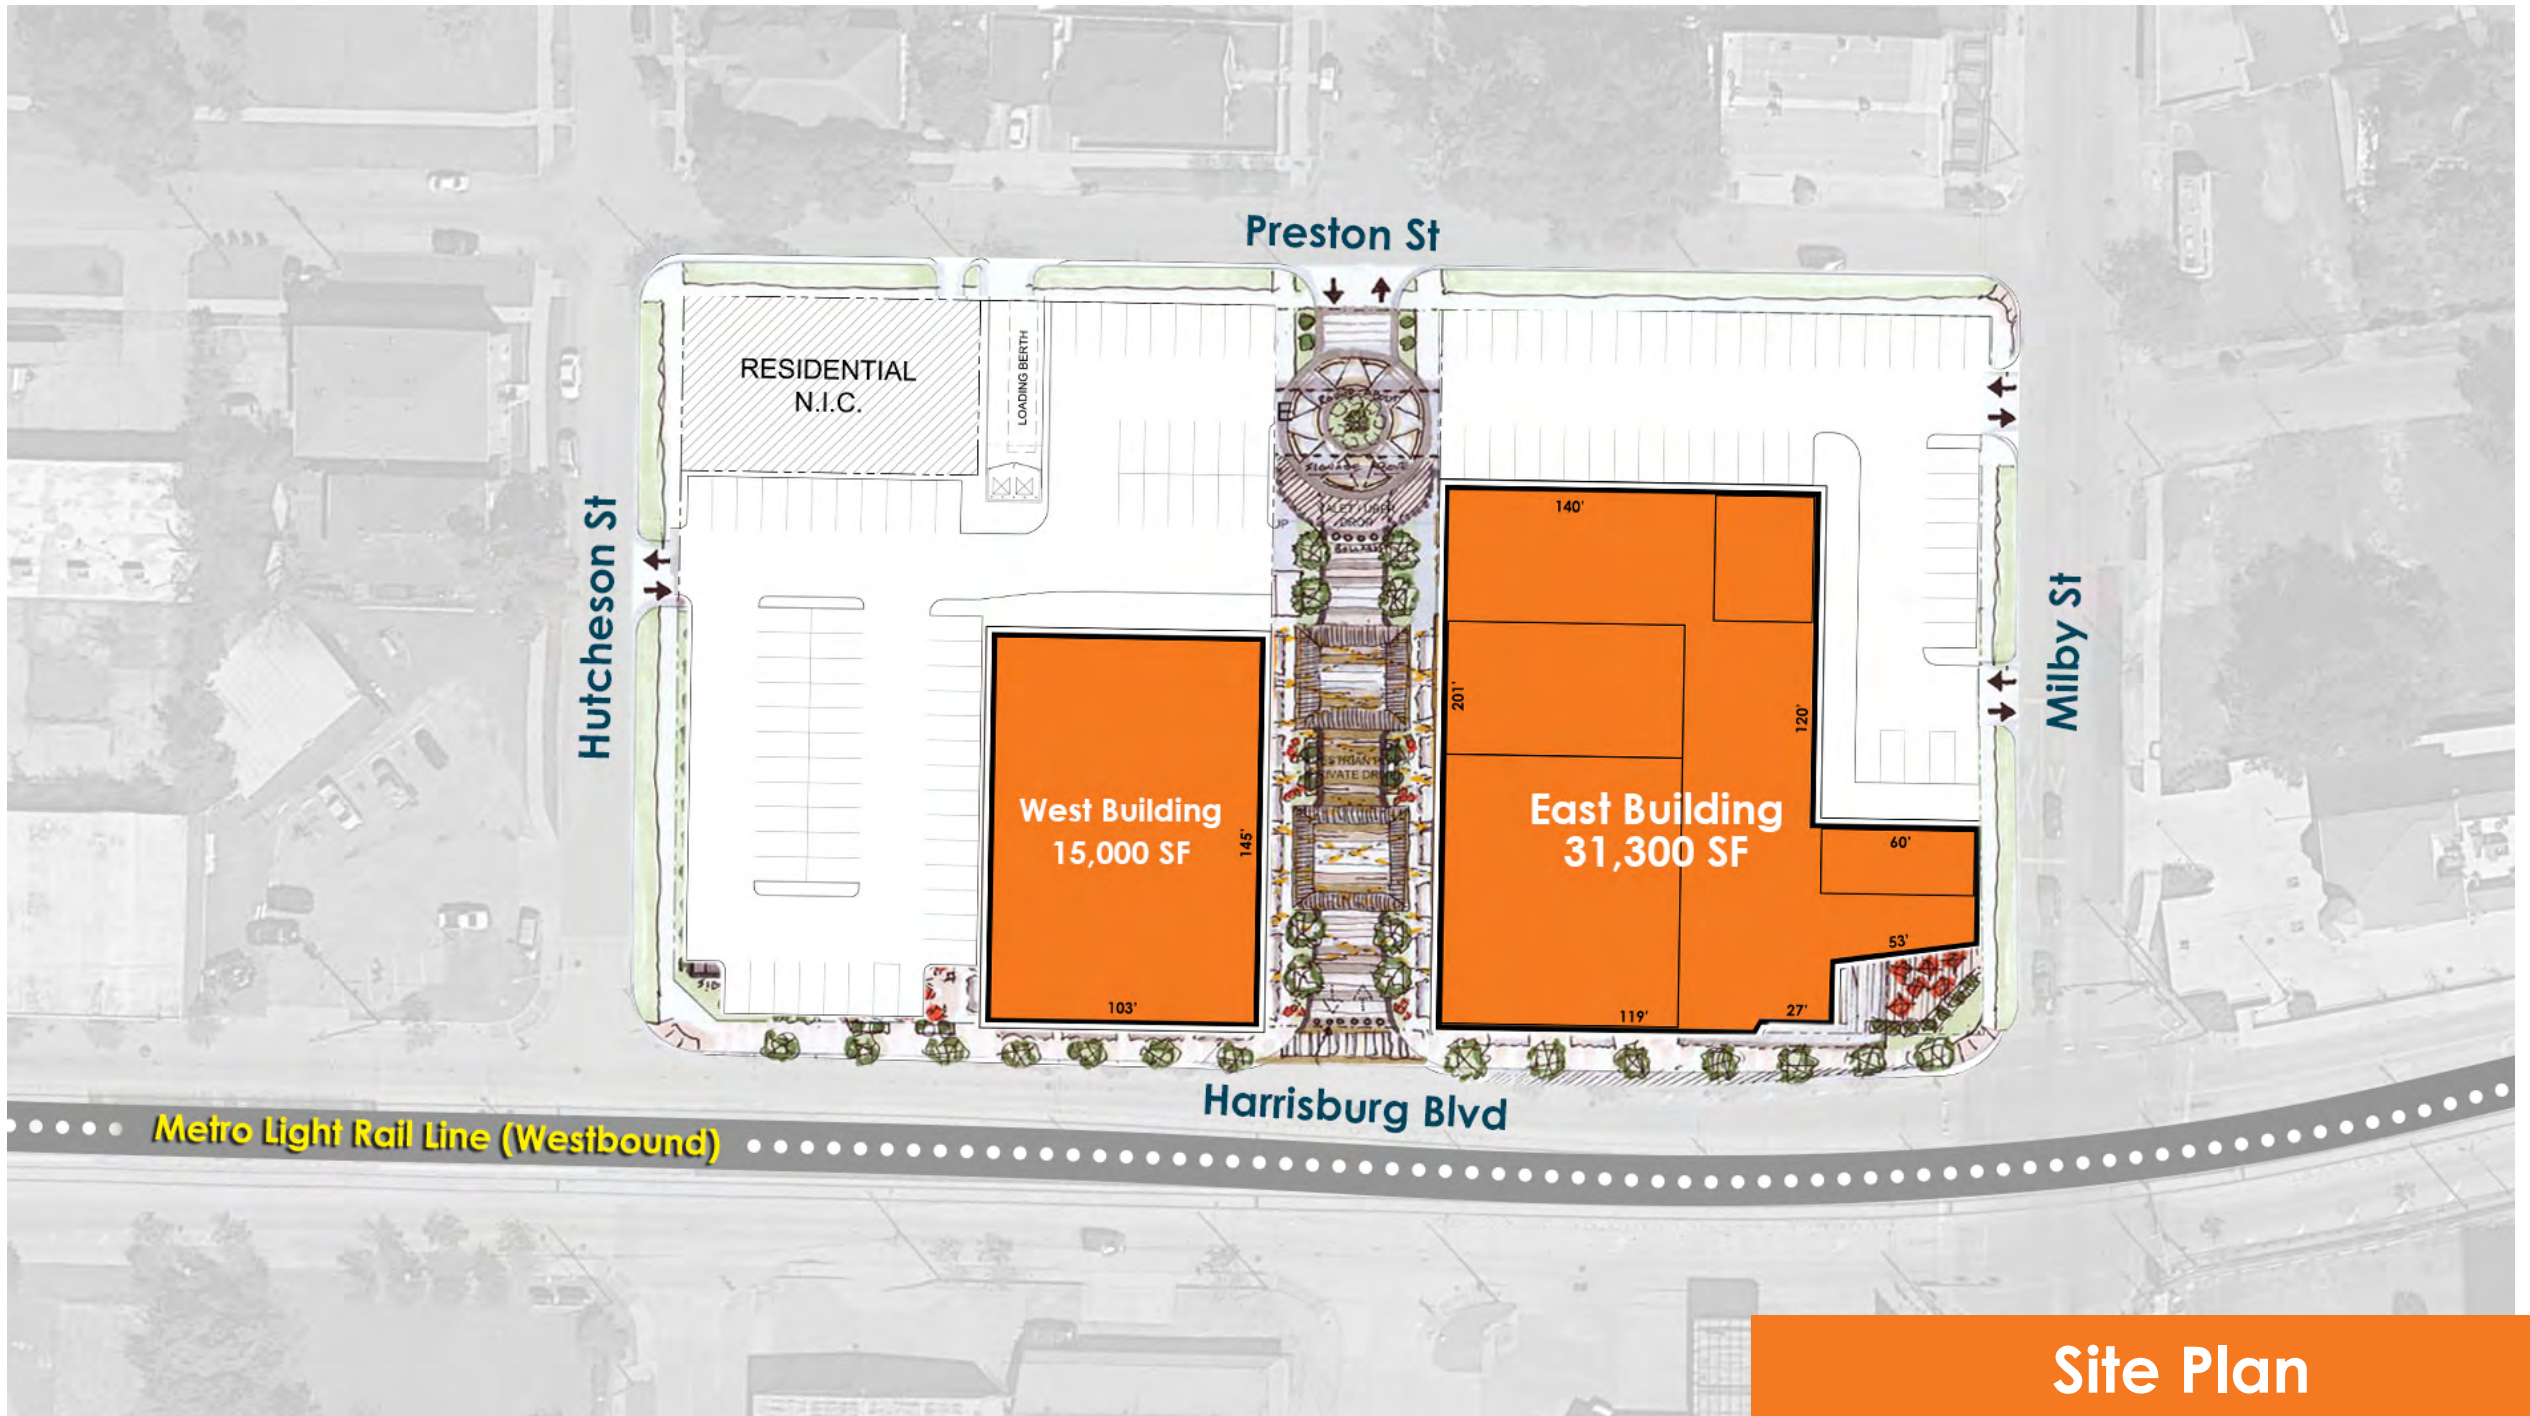 Preston St
RESIDENTIAL
N.I.C.
LOADING BERTH
E
UP
Hutcheson St
Milby St
140'
201'
120'
West Building
15,000 SF
145'
103'
East Building
31,300 SF
60'
53'
27'
119'
Harrisburg Blvd
Metro Light Rail Line (Westbound)
Site Plan